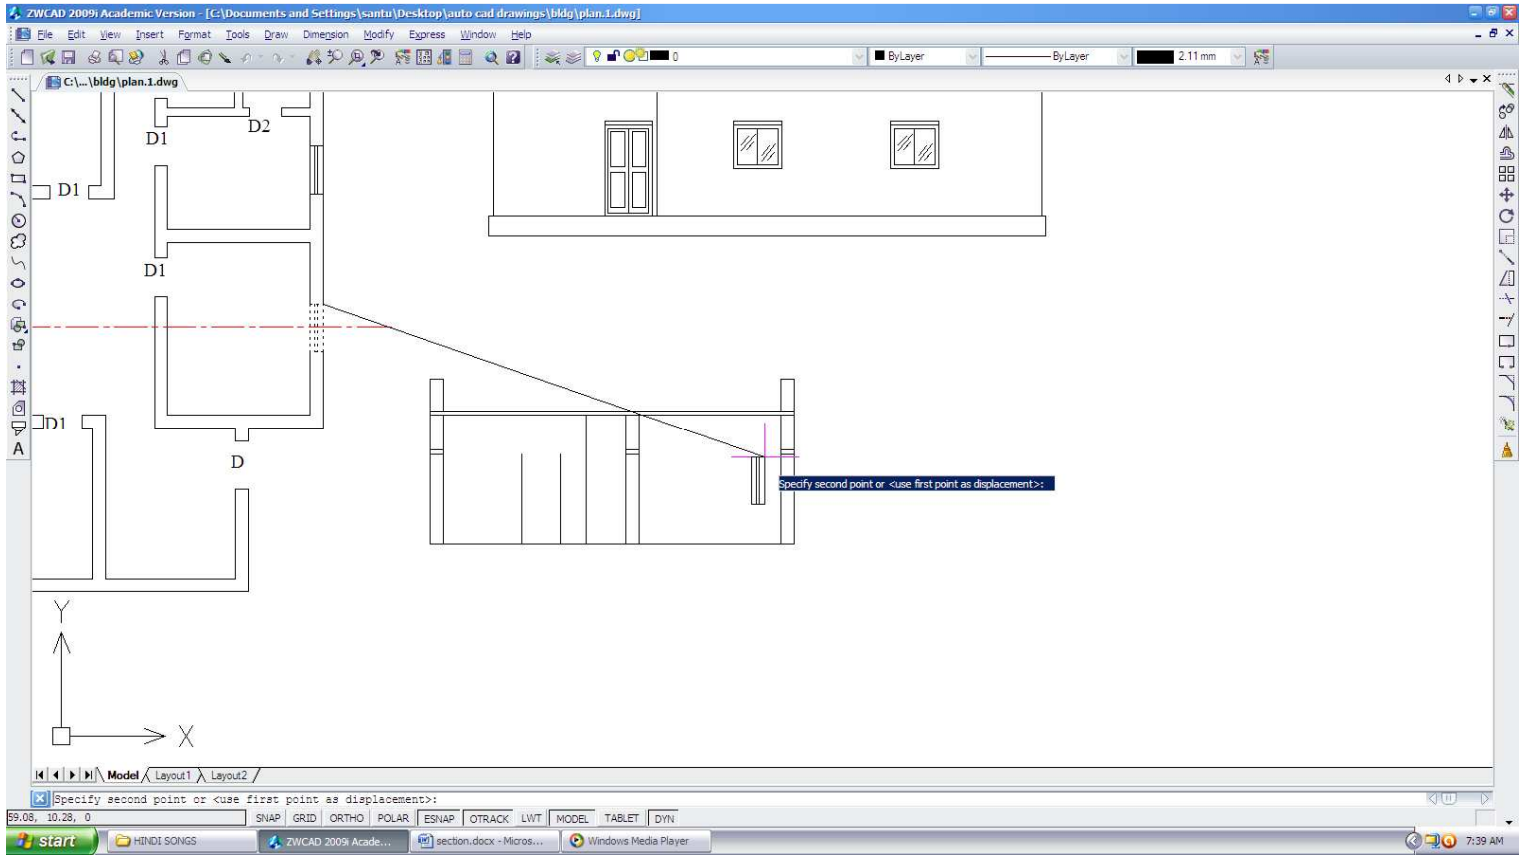 ZWCAD 2009i Academic Version - [C:\Documents and Settings\santu\Desktop\auto cad drawings\bldg\plan.1.dwg]
File Edit View Insert Format Tools Draw Dimension Modify Express Window Help
0 ByLayer ByLayer 2.11 mm
C:\...\bldg\plan.1.dwg
D2
D1
D1
D1
D1
D
Specify second point or <use first point as displacement>:
Y
X
A
Model Layout1 Layout2
Specify second point or <use first point as displacement>:
59.08, 10.28, 0 SNAP GRID ORTHO POLAR ESNAP OTRACK LWT MODEL TABLET DYN
start HINDI SONGS ZWCAD 2009i Acade... section.docx - Micros... Windows Media Player 7:39 AM